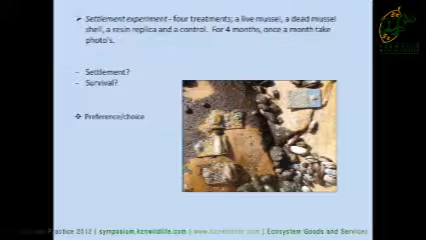 ➢ Settlement experiment - four treatments; a live mussel, a dead mussel
shell, a resin replica and a control. For 4 months, once a month take
photo's.
- Settlement?
- Survival?
❖ Preference/choice
Practice 2012 | symposium.kznwildlife.com | www.kznwildlife.com | Ecosystem Goods and Services